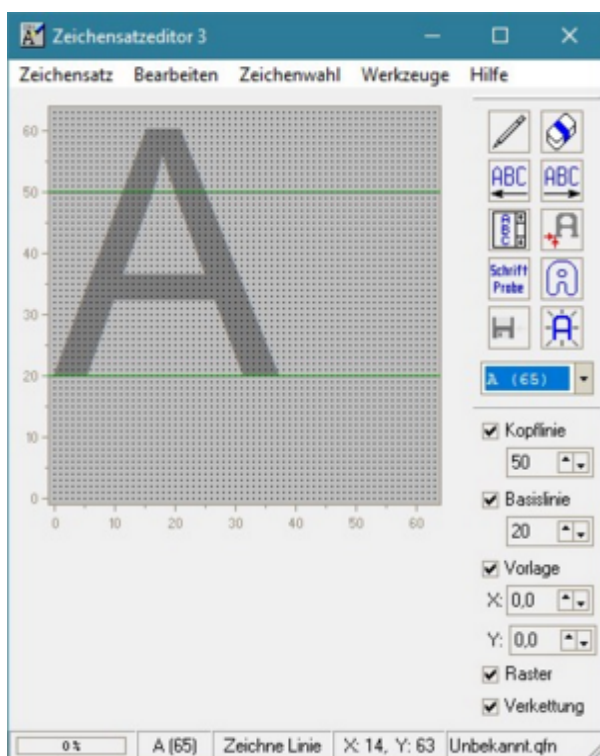 Zeichensatzeditor 3
Zeichensatz Bearbeiten Zeichenwahl Werkzeuge Hilfe
60
50
40
30
20
10
0
0 10 20 30 40 50 60
A
ABC ABC
ABC A
Schrift
Probe
A
A (65)
Kopflinie
50
Basislinie
20
Vorlage
X: 0,0
Y: 0,0
Raster
Verkettung
0% A (65) Zeichne Linie X: 14, Y: 63 Unbekannt.qfn